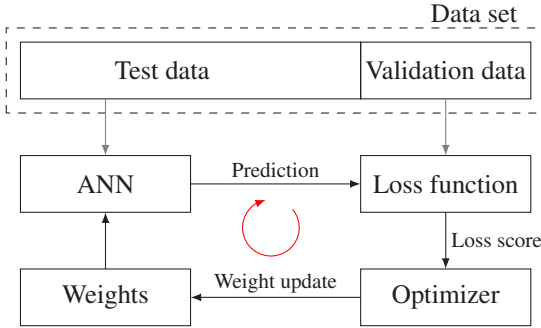 Data set
Test data
Validation data
ANN
Prediction
Loss function
Loss score
Weights
Weight update
Optimizer